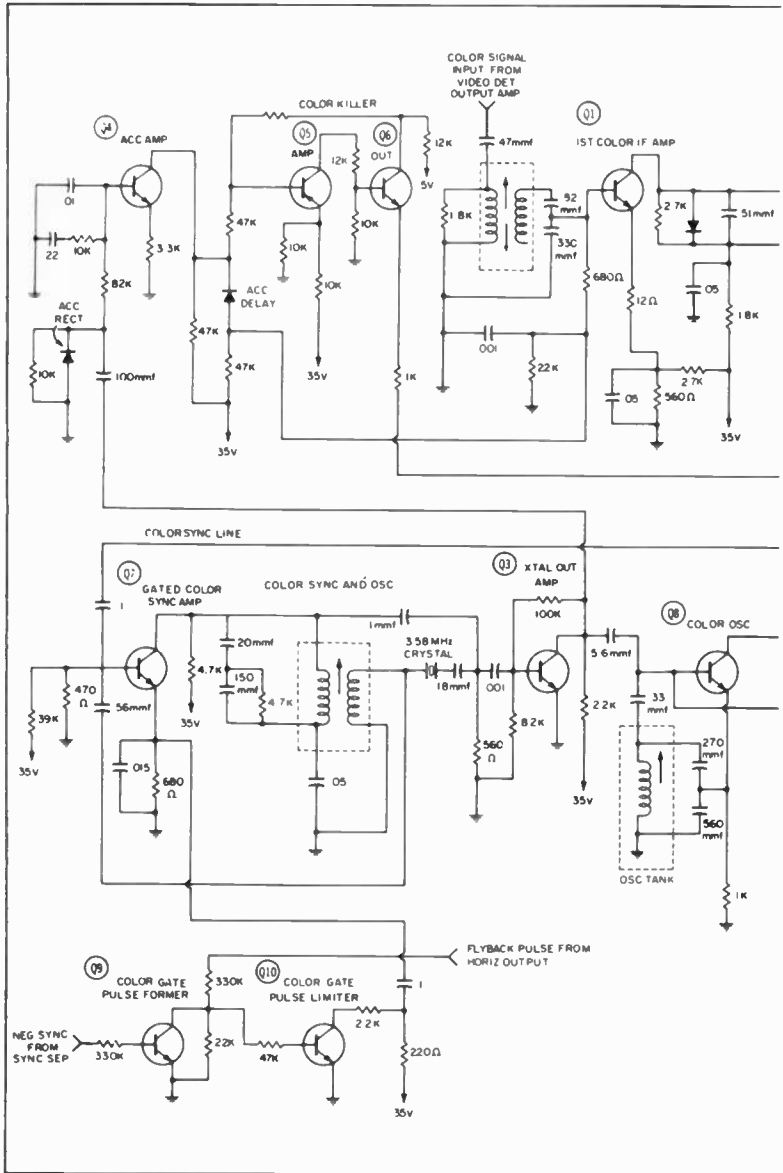 COLOR SIGNAL
INPUT FROM
VIDEO DET
OUTPUT AMP
Q4
ACC AMP
COLOR KILLER
Q5
AMP
Q6
OUT
12K
12K
5V
47mmf
Q1
1ST COLOR IF AMP
01
22
10K
3.3K
82K
47K
10K
10K
10K
1.8K
92
mmf
330
mmf
680Ω
2.7K
51mmf
12Ω
05
1.8K
ACC
RECT
10K
100mmf
47K
ACC
DELAY
47K
35V
35V
1K
001
22K
05
560Ω
2.7K
35V
COLOR SYNC LINE
Q7
GATED COLOR
SYNC AMP
COLOR SYNC AND OSC
Q3
XTAL OUT
AMP
100K
Q8
COLOR OSC
1
1mmf
20mmf
3.58 MHz
CRYSTAL
5.6mmf
4.7K
150
mmf
4.7K
18mmf
001
33
mmf
39K
470
Ω
56mmf
35V
35V
015
680
Ω
05
560
Ω
8.2K
2.2K
35V
270
mmf
560
mmf
OSC TANK
1K
Q9
COLOR GATE
PULSE FORMER
330K
Q10
COLOR GATE
PULSE LIMITER
FLYBACK PULSE FROM
HORIZ OUTPUT
1
NEG SYNC
FROM
SYNC SEP
330K
22K
47K
2.2K
220Ω
35V